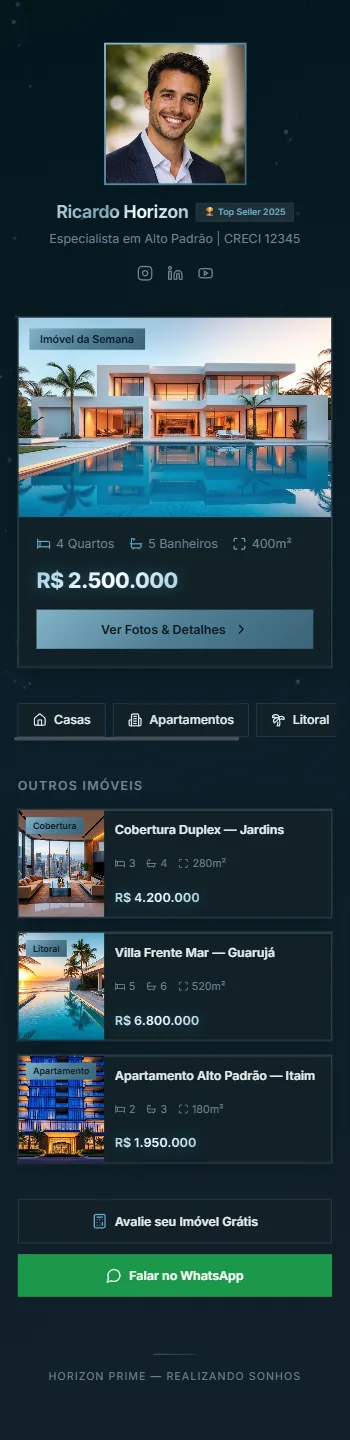 Ricardo Horizon
Top Seller 2025
Especialista em Alto Padrão | CRECI 12345
Imóvel da Semana
4 Quartos 5 Banheiros 400m²
R$ 2.500.000
Ver Fotos & Detalhes
Casas Apartamentos Litoral
OUTROS IMÓVEIS
Cobertura
Cobertura Duplex — Jardins
3 4 280m²
R$ 4.200.000
Litoral
Villa Frente Mar — Guarujá
5 6 520m²
R$ 6.800.000
Apartamento
Apartamento Alto Padrão — Itaim
2 3 180m²
R$ 1.950.000
Avalie seu Imóvel Grátis
Falar no WhatsApp
HORIZON PRIME — REALIZANDO SONHOS